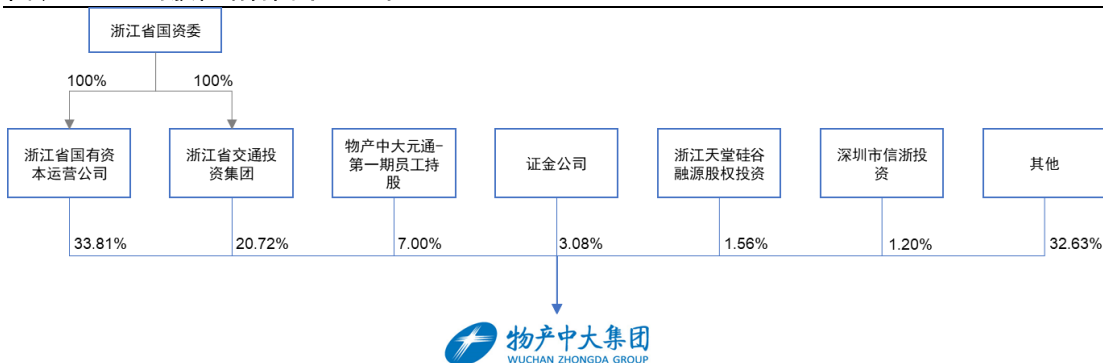 浙江省国资委
100%
100%
浙江省国有资
本运营公司
浙江省交通投
资集团
物产中大元通-
第一期员工持
股
证金公司
浙江天堂硅谷
融源股权投资
深圳市信浙投
资
其他
33.81%
20.72%
7.00%
3.08%
1.56%
1.20%
32.63%
物产中大集团
WUCHAN ZHONGDA GROUP